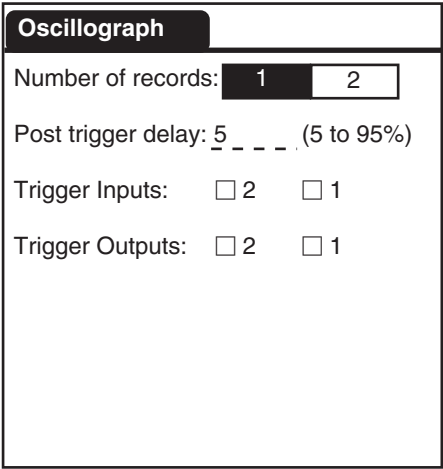 Oscillograph
Number of records: 1 2
Post trigger delay: 5 _ _ _ _ (5 to 95%)
Trigger Inputs: ☐ 2 ☐ 1
Trigger Outputs: ☐ 2 ☐ 1